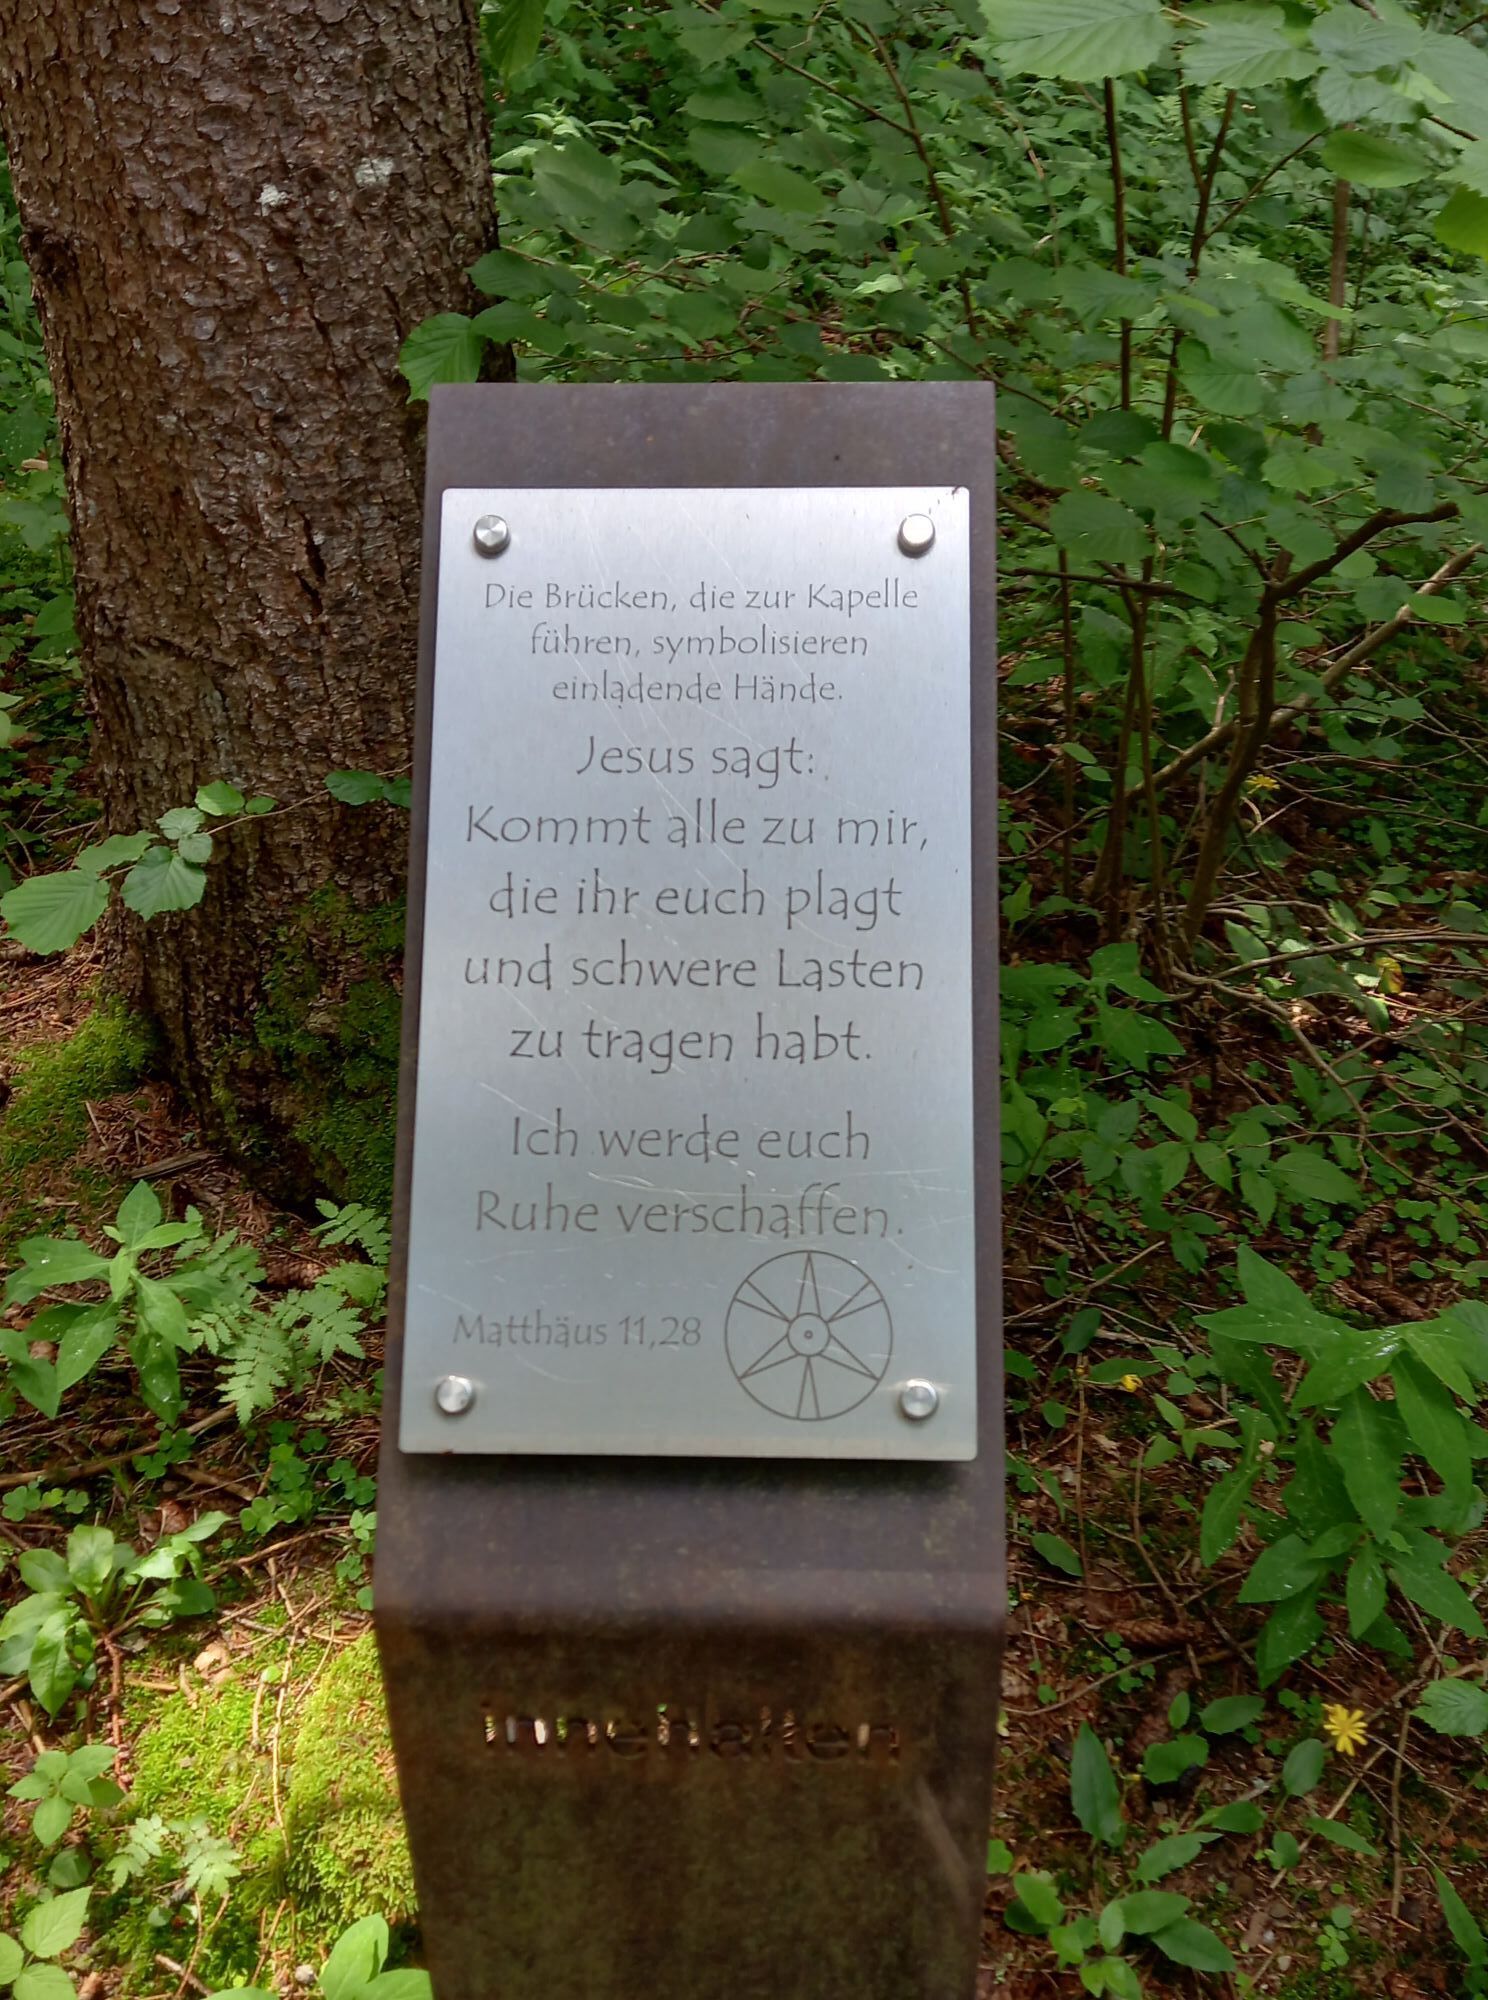 Die Brücken, die zur Kapelle
führen, symbolisieren
einladende Hände.
Jesus sagt:
Kommt alle zu mir,
die ihr euch plagt
und schwere Lasten
zu tragen habt.
Ich werde euch
Ruhe verschaffen.
Matthäus 11,28
innehalten